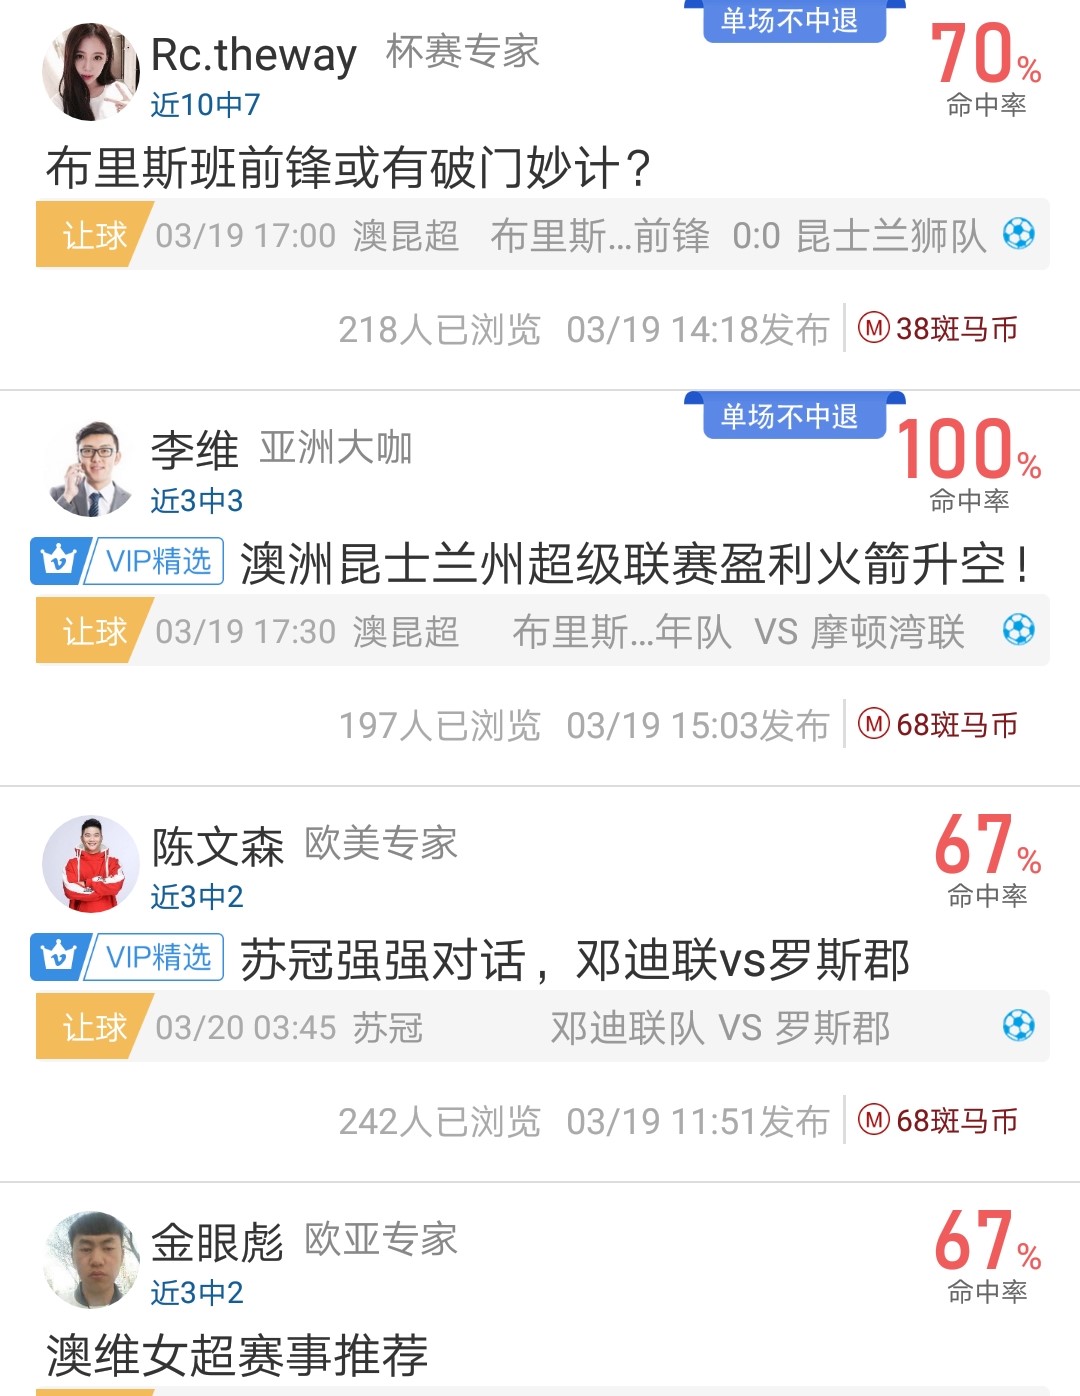 单场不中退
Rc.theway 杯赛专家
70%
近10中7
命中率
布里斯班前锋或有破门妙计?
让球 03/19 17:00 澳昆超 布里斯...前锋 0:0 昆士兰狮队
218人已浏览 03/19 14:18发布 M 38斑马币
单场不中退
李维 亚洲大咖
100%
近3中3
命中率
VIP精选 澳洲昆士兰州超级联赛盈利火箭升空!
让球 03/19 17:30 澳昆超 布里斯...年队 VS 摩顿湾联
197人已浏览 03/19 15:03发布 M 68斑马币
陈文森 欧美专家
67%
近3中2
命中率
VIP精选 苏冠强强对话，邓迪联vs罗斯郡
让球 03/20 03:45 苏冠 邓迪联队 VS 罗斯郡
242人已浏览 03/19 11:51发布 M 68斑马币
金眼彪 欧亚专家
67%
近3中2
命中率
澳维女超赛事推荐